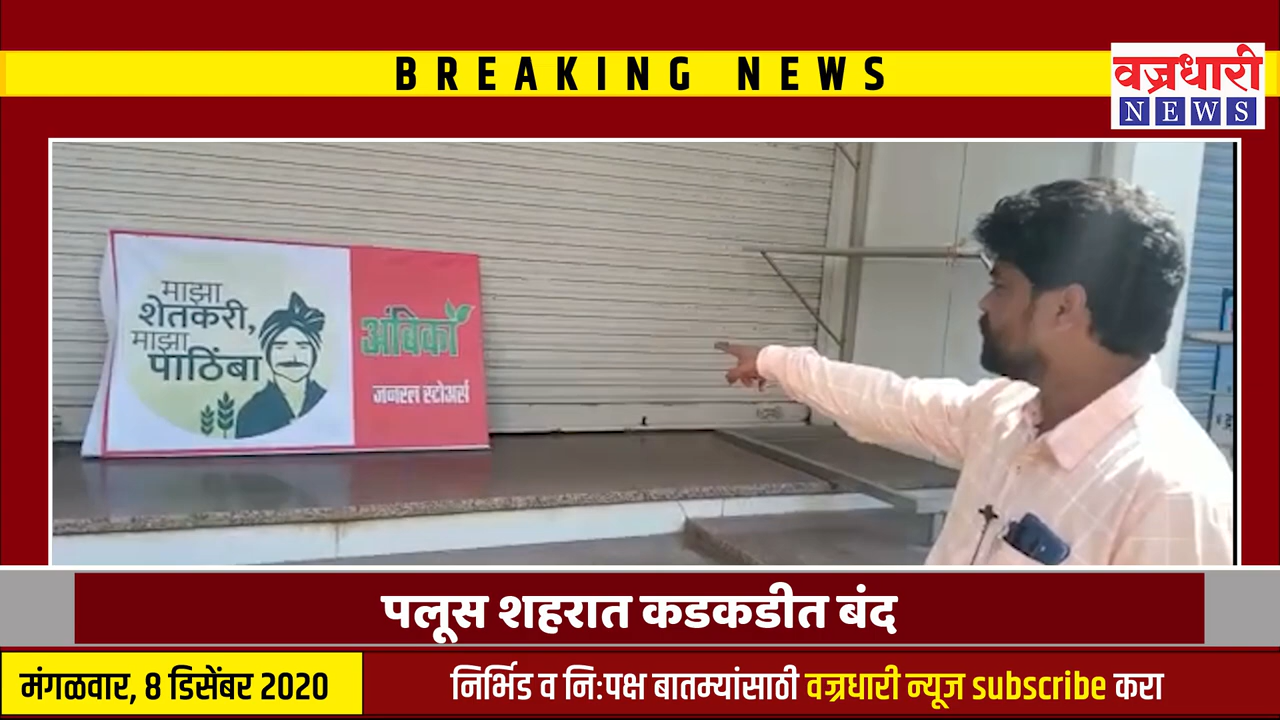 BREAKING NEWS
वज्रधारी
NEWS
माझा
शेतकरी,
माझा
पाठिंबा
अंबिका
जनरल स्टोअर्स
पलूस शहरात कडकडीत बंद
मंगळवार, 8 डिसेंबर 2020
निर्भिड व नि:पक्ष बातम्यांसाठी वज्रधारी न्यूज subscribe करा